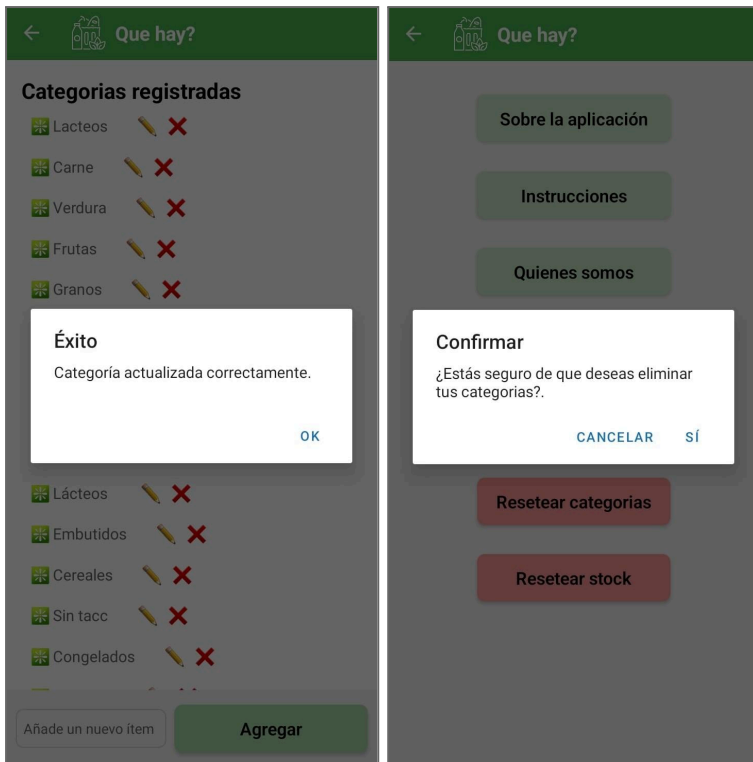 Que hay?
Categorias registradas
Lacteos
Carne
Verdura
Frutas
Granos
Éxito
Categoría actualizada correctamente.
OK
Lácteos
Embutidos
Cereales
Sin tacc
Congelados
Añade un nuevo item
Agregar
Que hay?
Sobre la aplicación
Instrucciones
Quienes somos
Confirmar
¿Estás seguro de que deseas eliminar
tus categorias?.
CANCELAR SÍ
Resetear categorias
Resetear stock